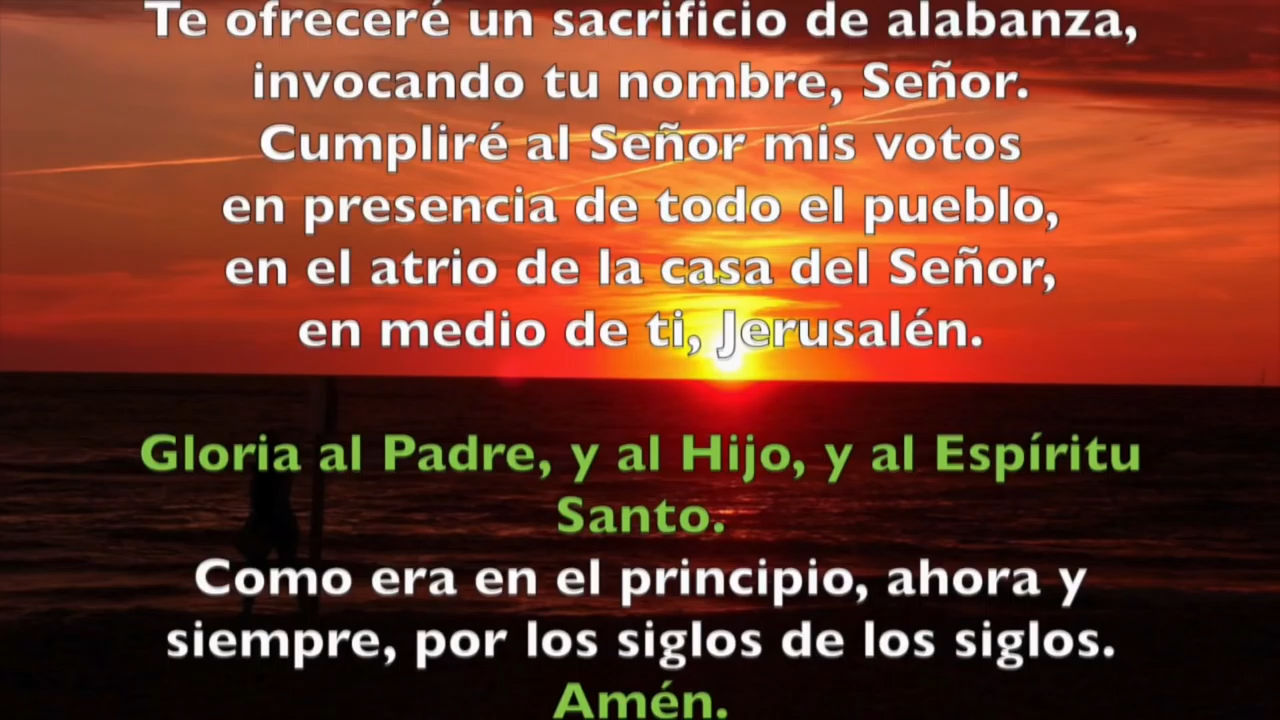 Te ofreceré un sacrificio de alabanza,
invocando tu nombre, Señor.
Cumpliré al Señor mis votos
en presencia de todo el pueblo,
en el atrio de la casa del Señor,
en medio de ti, Jerusalén.
Gloria al Padre, y al Hijo, y al Espíritu
Santo.
Como era en el principio, ahora y
siempre, por los siglos de los siglos.
Amén.